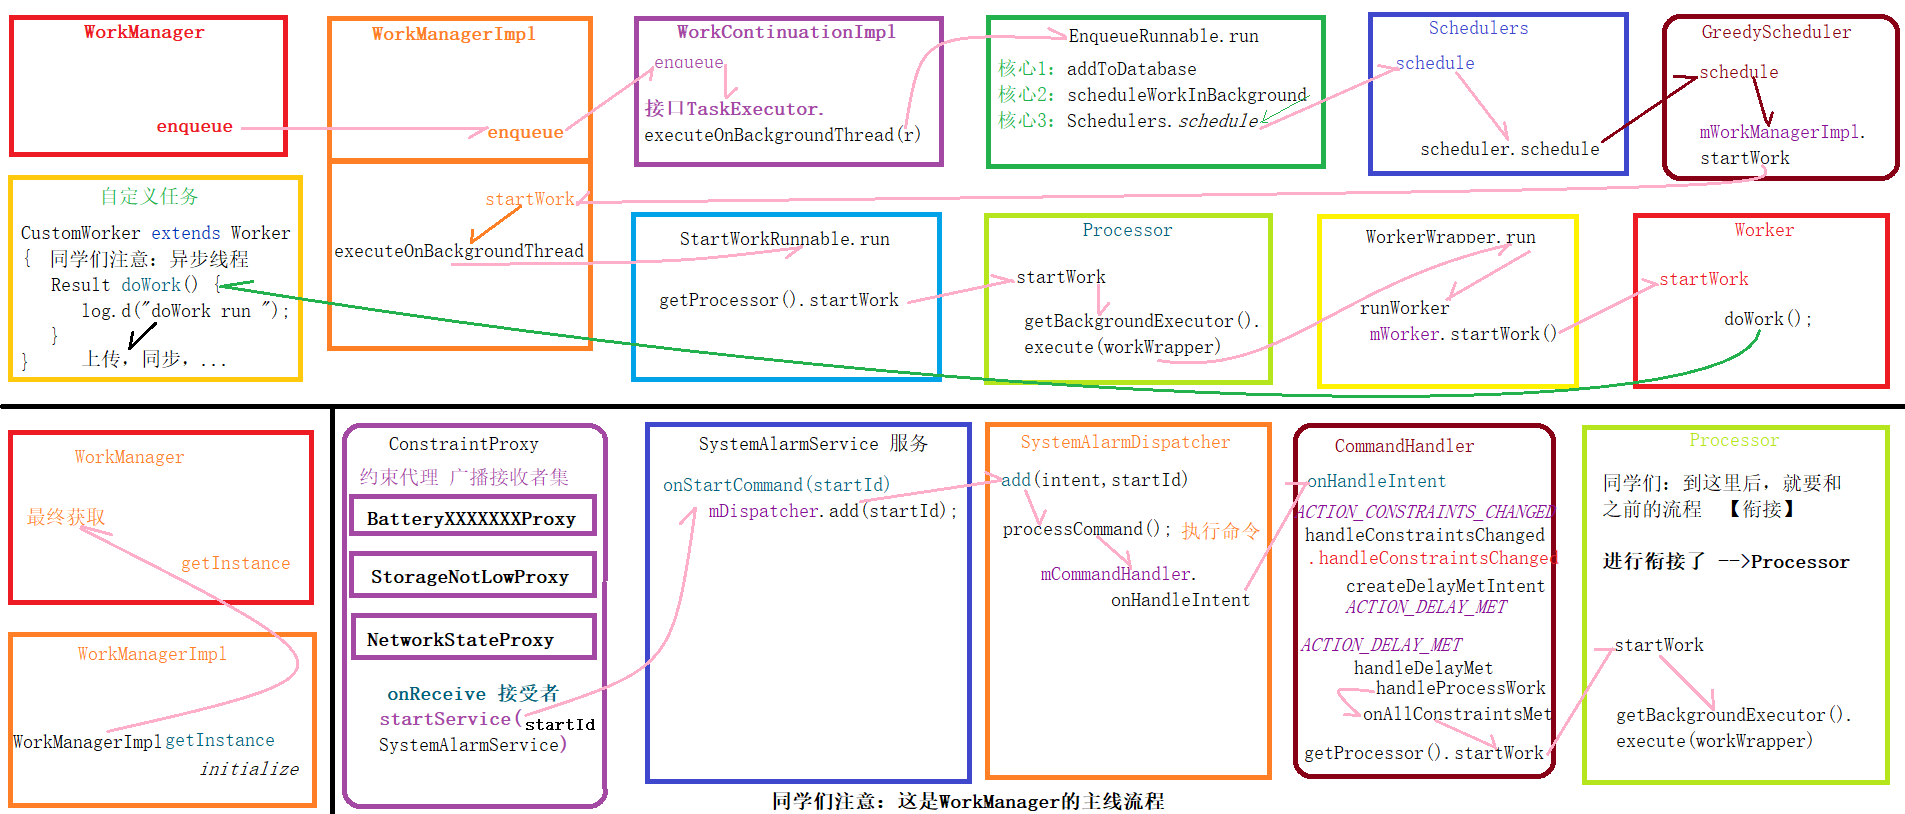 WorkManager
enqueue
WorkManagerImpl
enqueue
startWork
executeOnBackgroundThread
WorkContinuationImpl
enqueue
接口TaskExecutor.
executeOnBackgroundThread(r)
EnqueueRunnable.run
核心1: addToDatabase
核心2: scheduleWorkInBackground
核心3: Schedulers.schedule
Schedulers
schedule
scheduler.schedule
GreedyScheduler
schedule
mWorkManagerImpl.
startWork
自定义任务
CustomWorker extends Worker
{ 同学们注意: 异步线程
Result doWork() {
log.d("doWork run ");
}
} 上传, 同步, ...
StartWorkRunnable.run
getProcessor().startWork
Processor
startWork
getBackgroundExecutor().
execute(workWrapper)
WorkerWrapper.run
runWorker
mWorker.startWork()
Worker
startWork
doWork();
WorkManager
最终获取
getInstance
WorkManagerImpl
WorkManagerImpl getInstance
initialize
ConstraintProxy
约束代理 广播接收者集
BatteryXXXXXXXProxy
StorageNotLowProxy
NetworkStateProxy
onReceive 接受者
startService(startId
SystemAlarmService)
SystemAlarmService 服务
onStartCommand(startId)
mDispatcher.add(startId);
SystemAlarmDispatcher
add(intent,startId)
processCommand(); 执行命令
mCommandHandler.
onHandleIntent
CommandHandler
onHandleIntent
ACTION_CONSTRAINTS_CHANGED
handleConstraintsChanged
.handleConstraintsChanged
createDelayMetIntent
ACTION_DELAY_MET
ACTION_DELAY_MET
handleDelayMet
handleProcessWork
onAllConstraintsMet
getProcessor().startWork
Processor
同学们: 到这里后, 就要和
之前的流程 【衔接】
进行衔接了 -->Processor
startWork
getBackgroundExecutor().
execute(workWrapper)
同学们注意: 这是WorkManager的主线流程